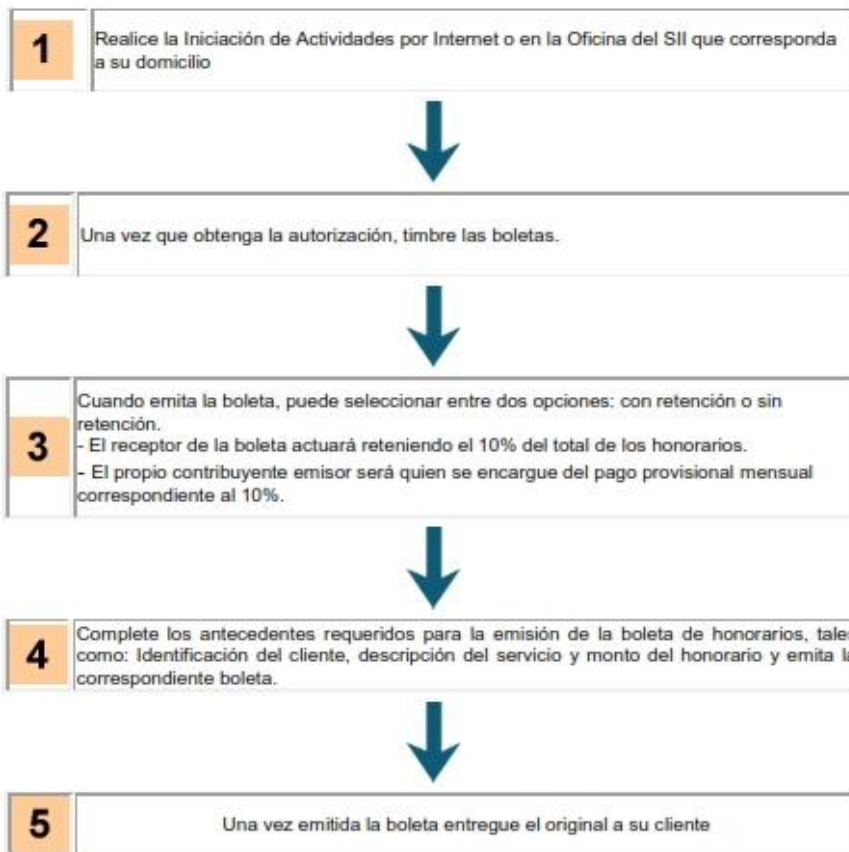 1
Realice la Iniciación de Actividades por Internet o en la Oficina del SII que corresponda
a su domicilio
2
Una vez que obtenga la autorización, timbre las boletas.
3
Cuando emita la boleta, puede seleccionar entre dos opciones: con retención o sin
retención.
- El receptor de la boleta actuará reteniendo el 10% del total de los honorarios.
- El propio contribuyente emisor será quien se encargue del pago provisional mensual
correspondiente al 10%.
4
Complete los antecedentes requeridos para la emisión de la boleta de honorarios, tales
como: Identificación del cliente, descripción del servicio y monto del honorario y emita la
correspondiente boleta.
5
Una vez emitida la boleta entregue el original a su cliente